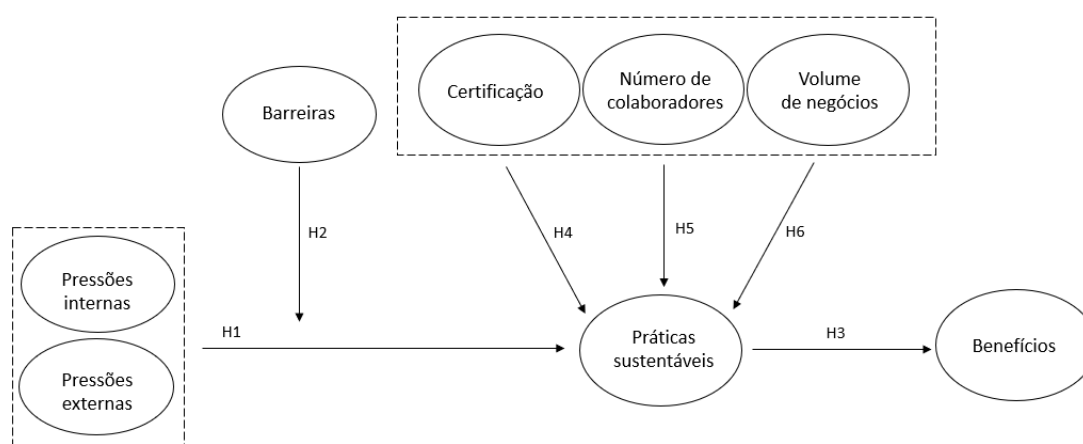 Certificação
Número de
colaboradores
Volume
de negócios
Barreiras
H2
H4
H5
H6
Pressões
internas
Pressões
externas
H1
Práticas
sustentáveis
H3
Benefícios